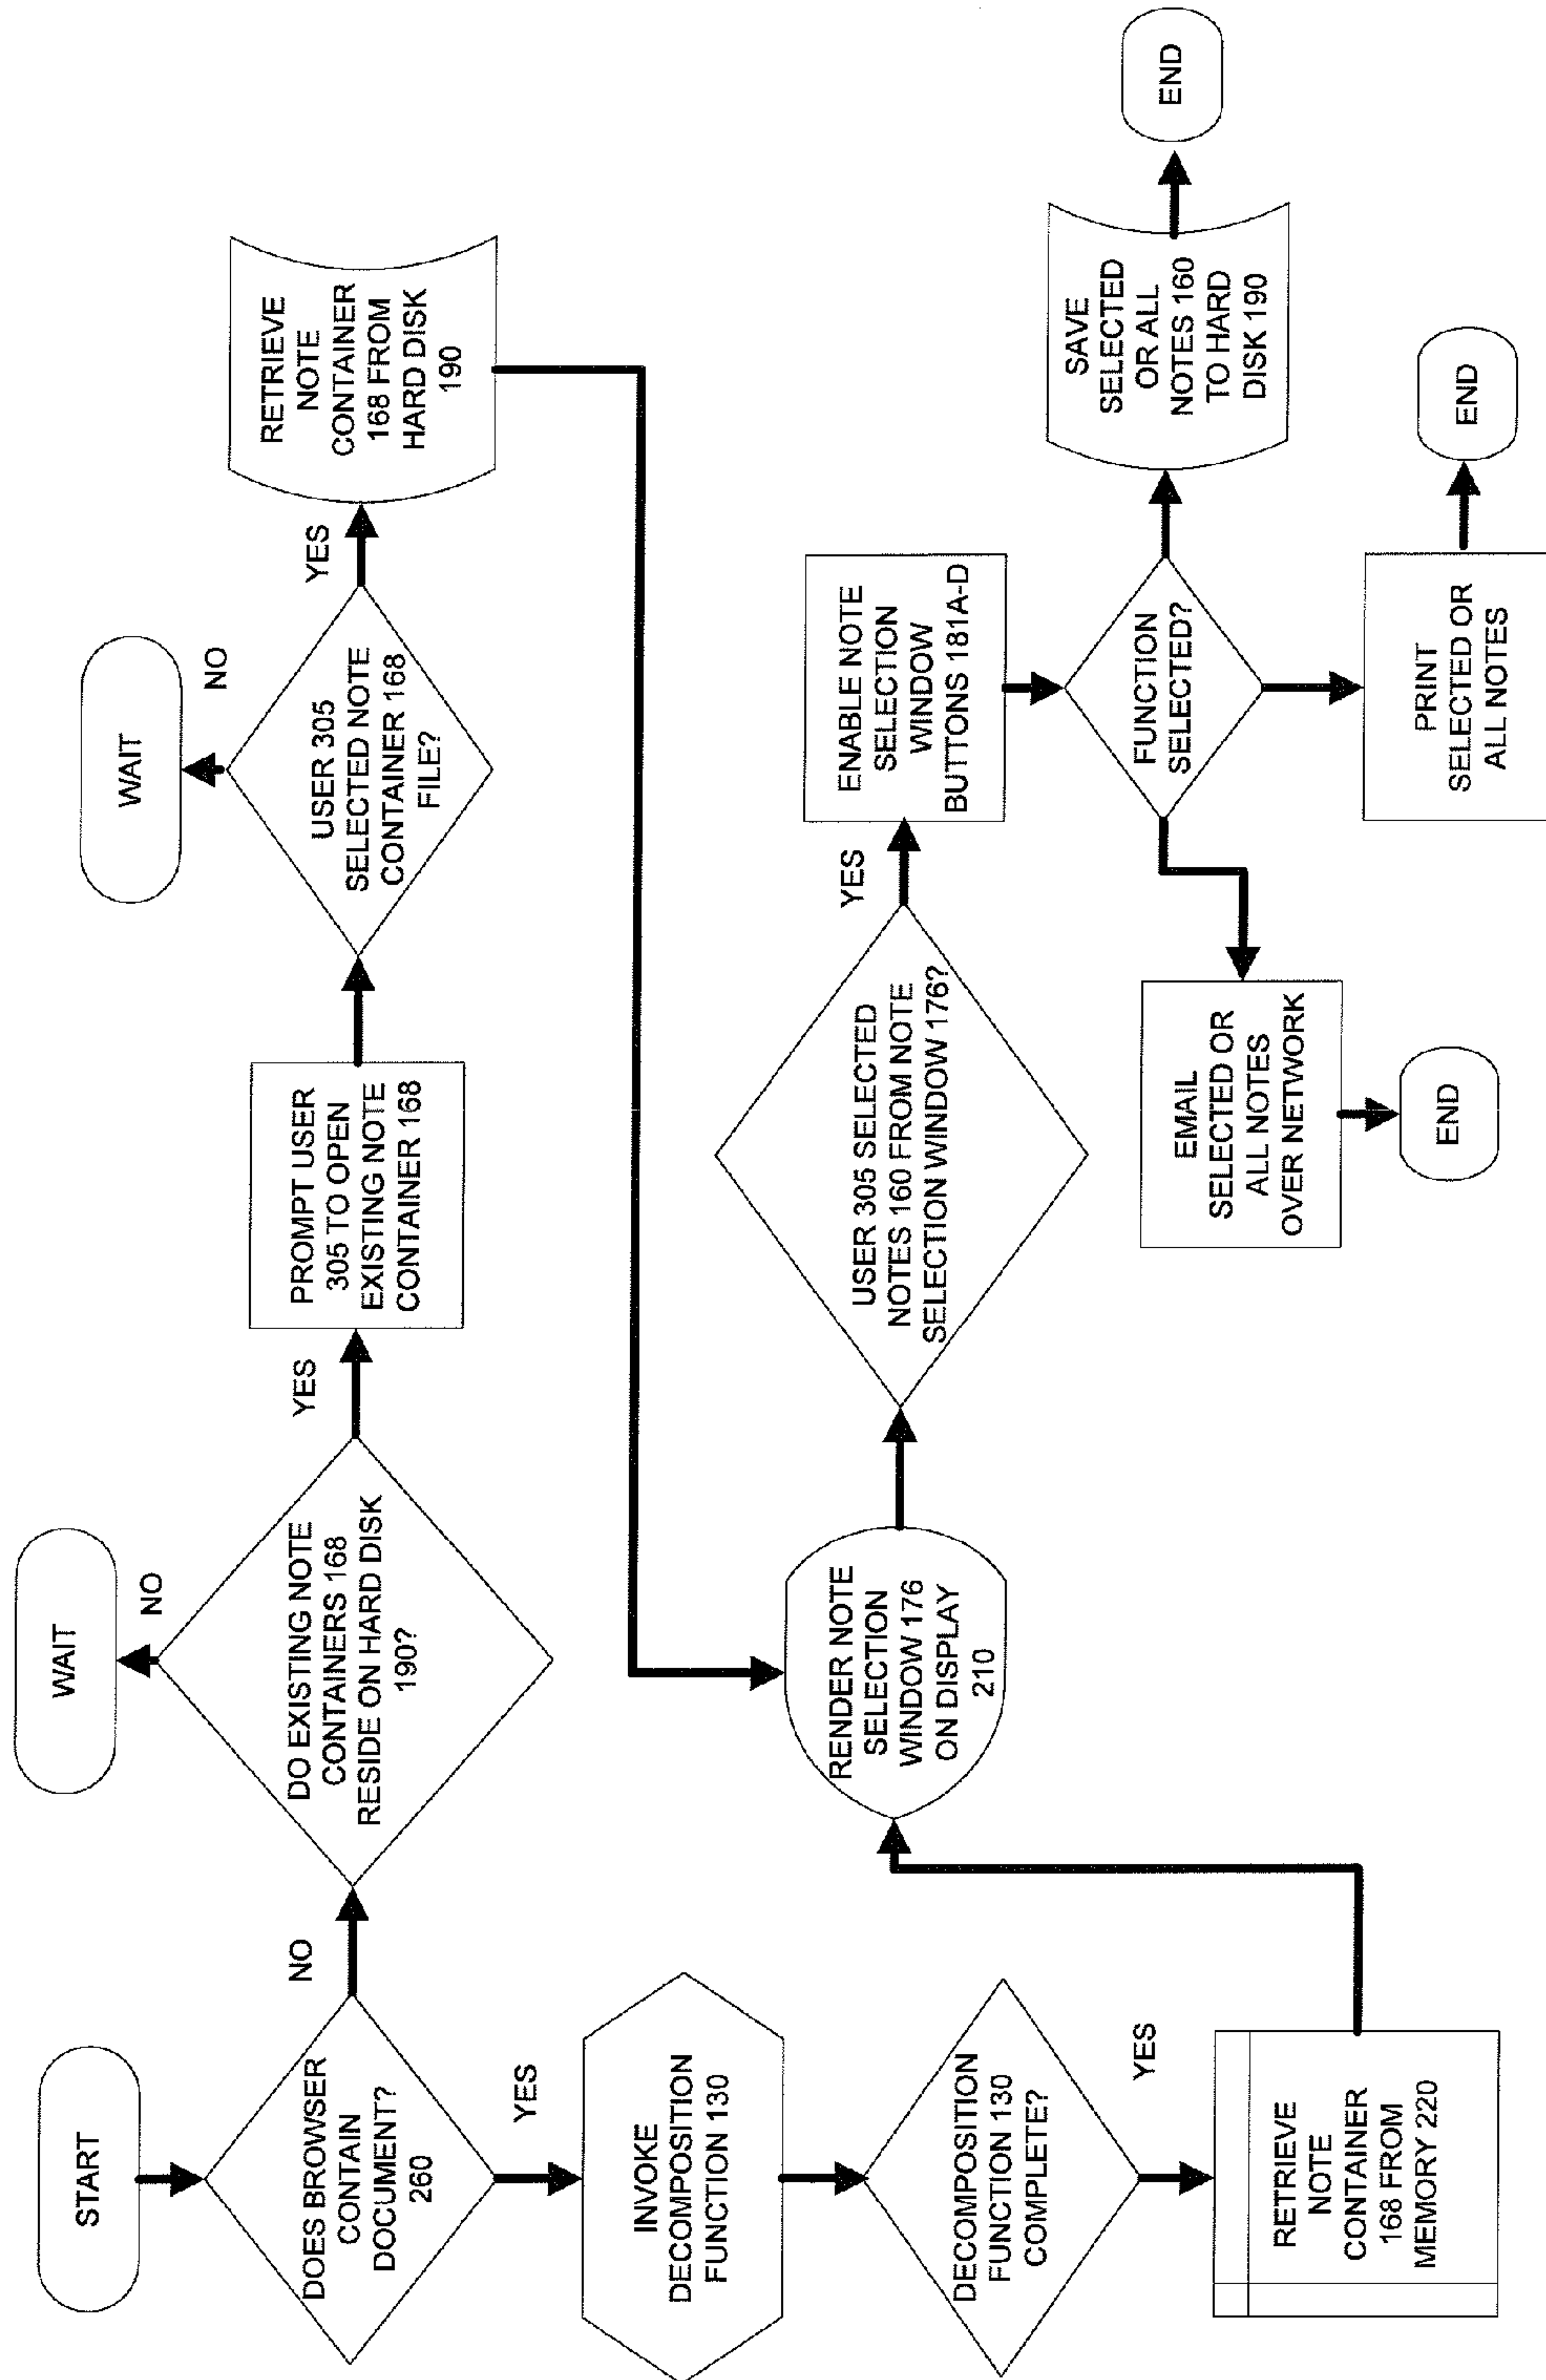 START
DOES BROWSER
CONTAIN
DOCUMENT?
260
NO
YES
DO EXISTING NOTE
CONTAINERS 168
RESIDE ON HARD DISK
190?
NO
WAIT
YES
PROMPT USER
305 TO OPEN
EXISTING NOTE
CONTAINER 168
USER 305
SELECTED NOTE
CONTAINER 168
FILE?
NO
WAIT
YES
RETRIEVE
NOTE
CONTAINER
168 FROM
HARD DISK
190
INVOKE
DECOMPOSITION
FUNCTION 130
DECOMPOSITION
FUNCTION 130
COMPLETE?
YES
RETRIEVE
NOTE
CONTAINER
168 FROM
MEMORY 220
RENDER NOTE
SELECTION
WINDOW 176
ON DISPLAY
210
USER 305 SELECTED
NOTES 160 FROM NOTE
SELECTION WINDOW 176?
YES
ENABLE NOTE
SELECTION
WINDOW
BUTTONS 181A-D
FUNCTION
SELECTED?
EMAIL
SELECTED OR
ALL NOTES
OVER NETWORK
END
PRINT
SELECTED OR
ALL NOTES
END
SAVE
SELECTED
OR ALL
NOTES 160
TO HARD
DISK 190
END